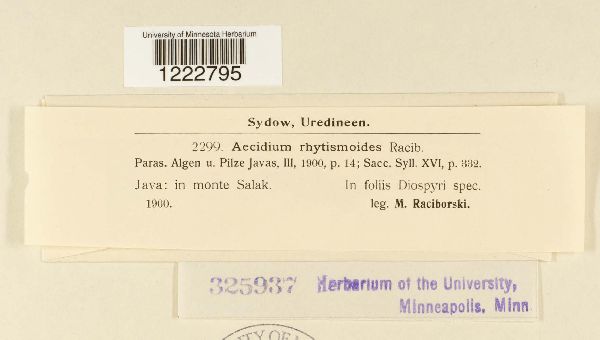 University of Minnesota Herbarium
1222795
Sydow, Uredineen.
2299. Aecidium rhytismoides Racib.
Paras. Algen u. Pilze Javas, III, 1900, p. 14; Sacc. Syll. XVI, p. 332.
Java: in monte Salak. In foliis Diospyri spec.
1900. leg. M. Raciborski.
325937 Herbarium of the University,
Minneapolis, Minn